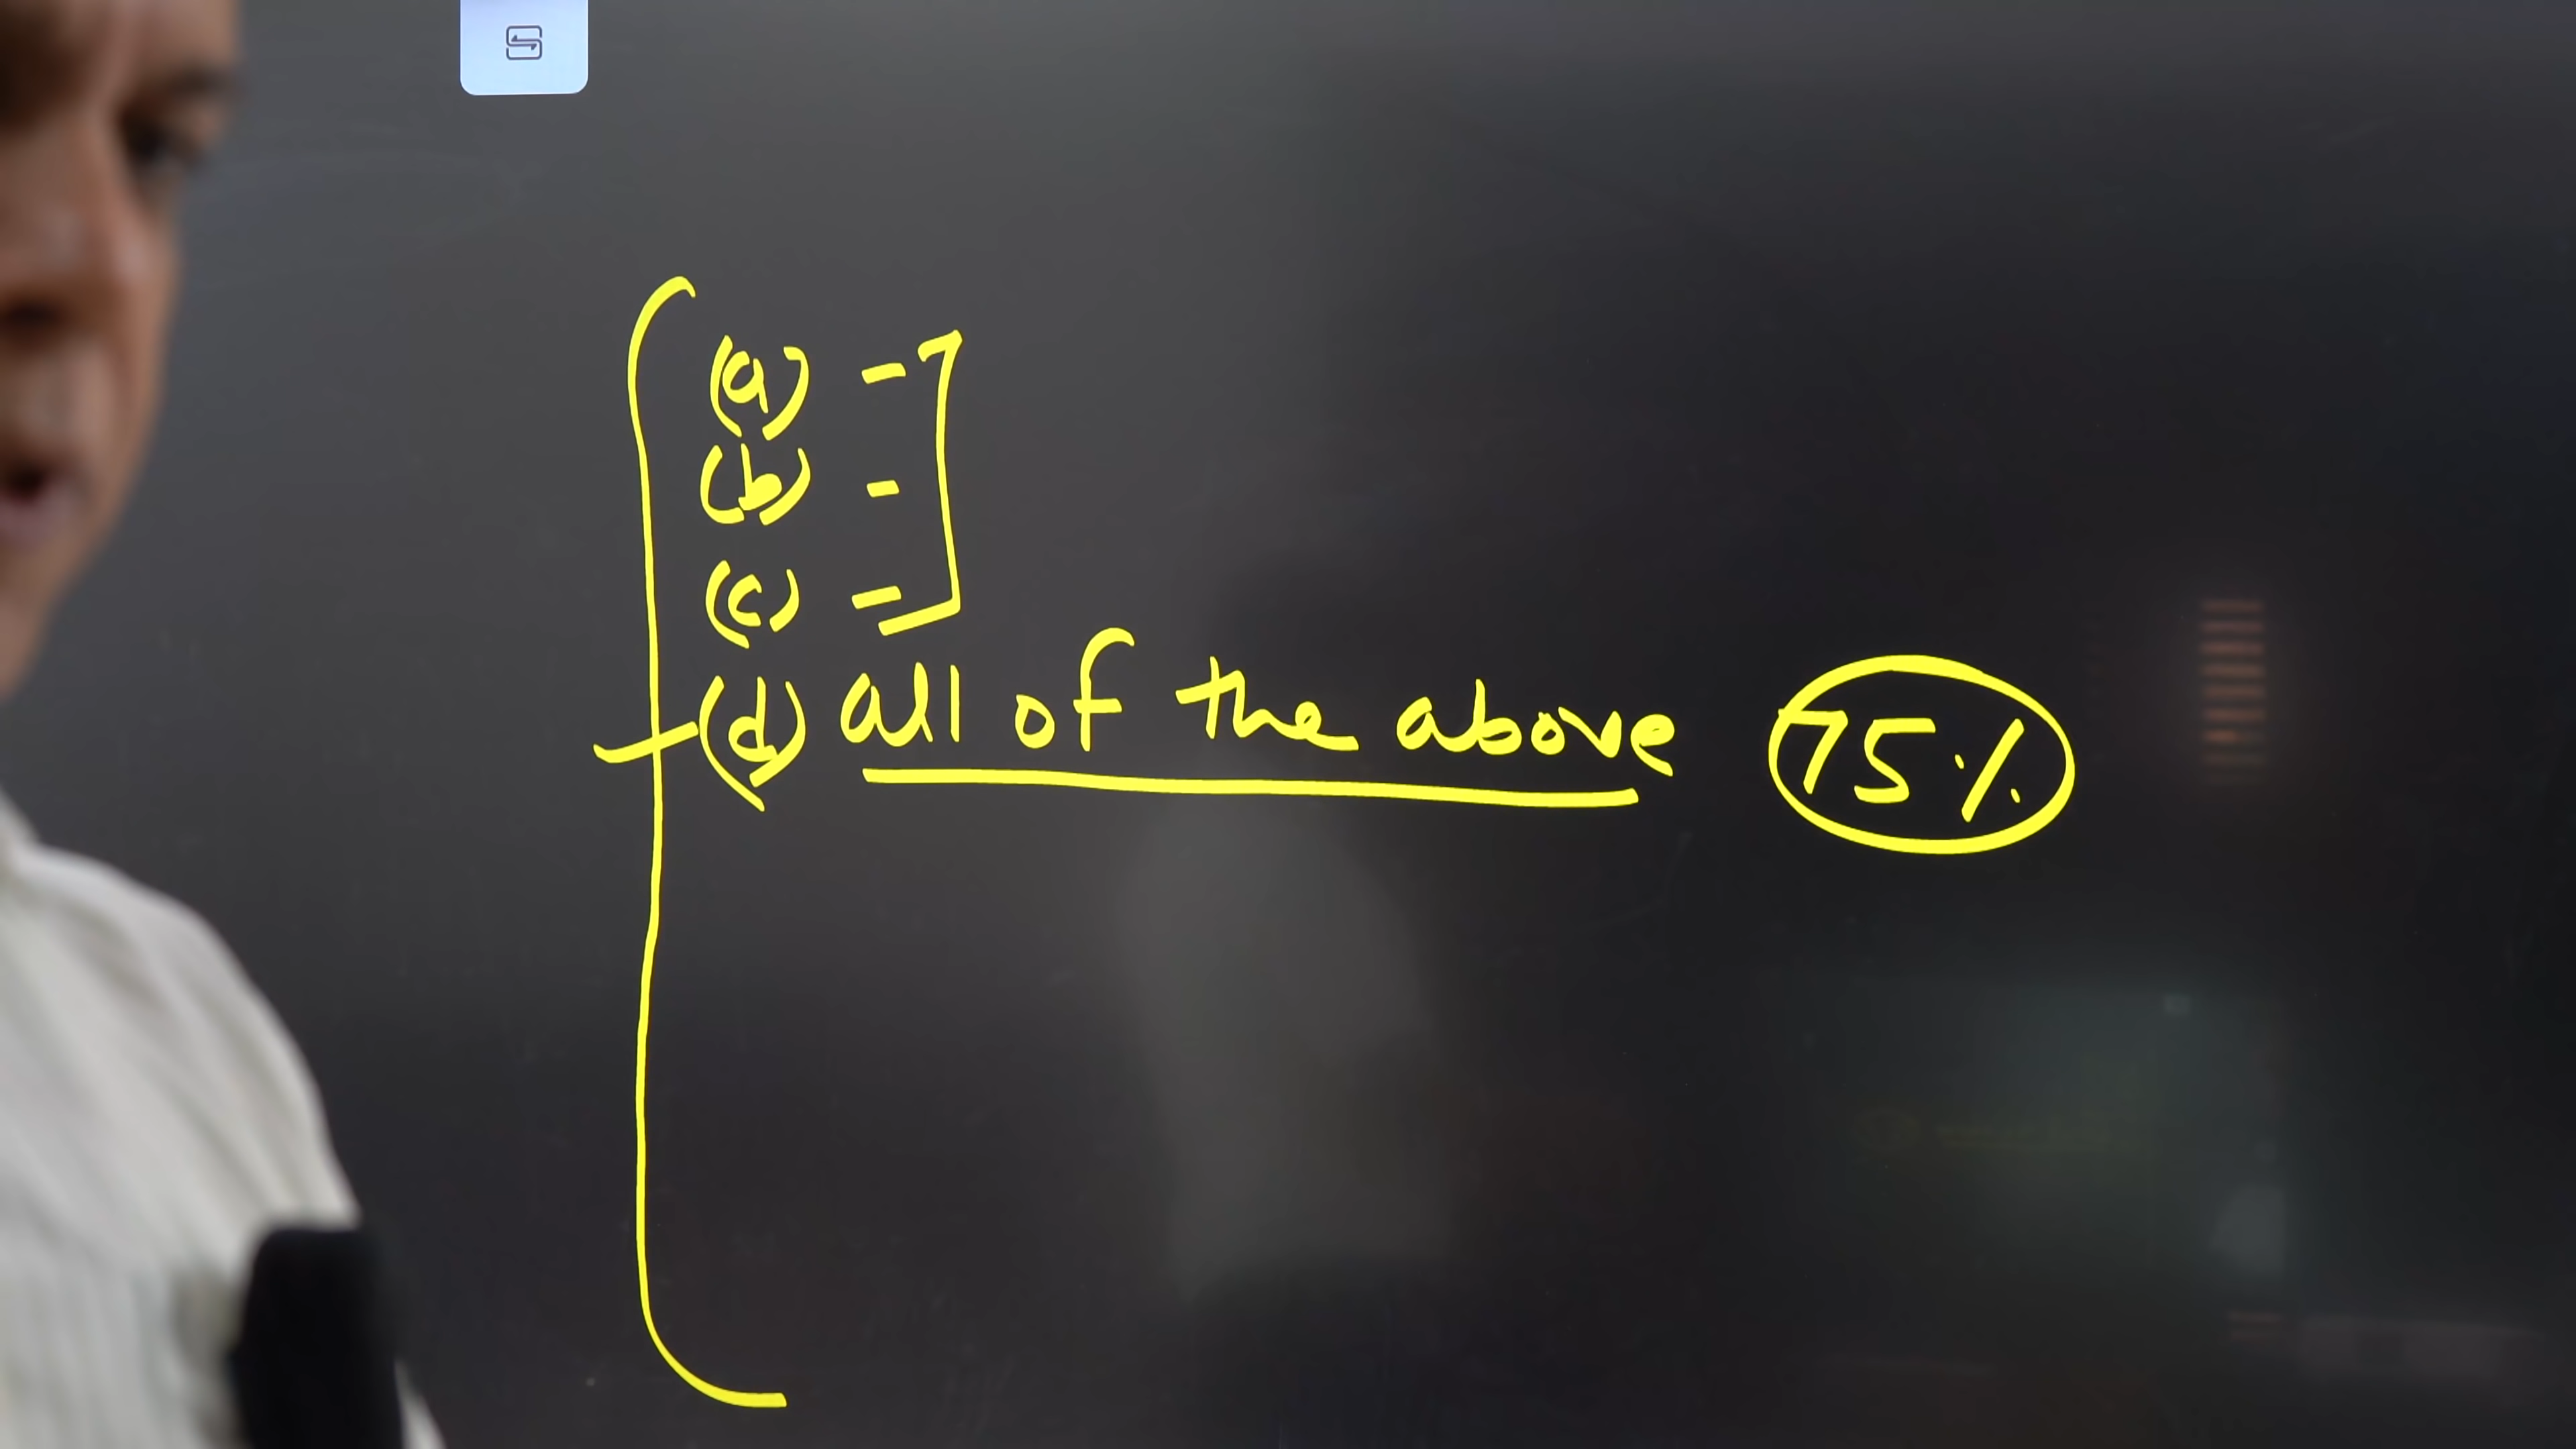 (a) -
(b) -
(c) -
(d) all of the above 75%